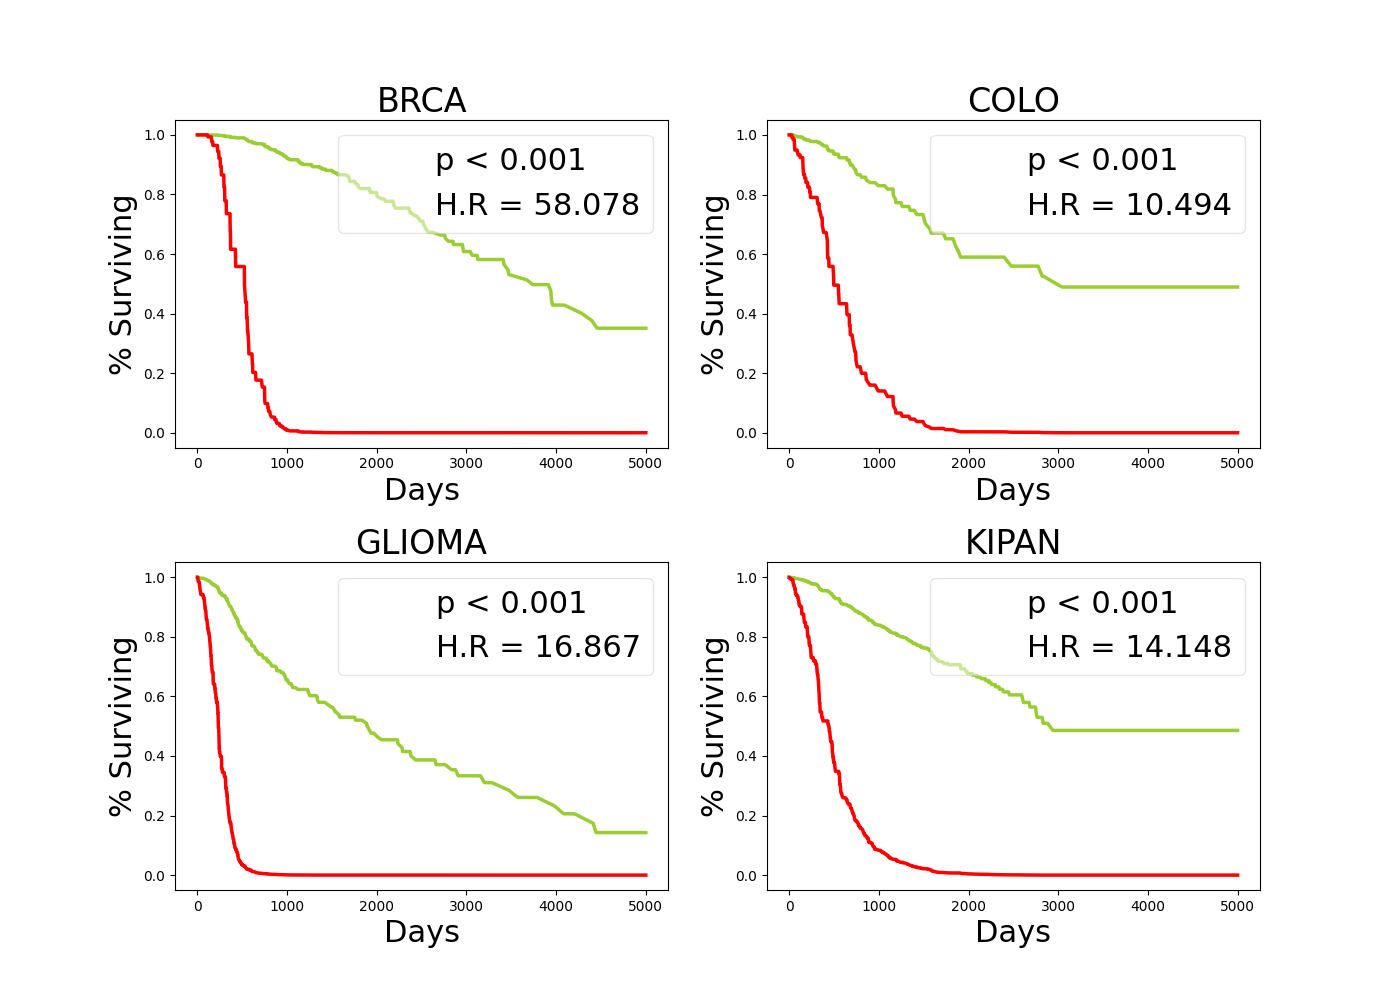 BRCA
p < 0.001
H.R = 58.078
% Surviving
1.0
0.8
0.6
0.4
0.2
0.0
0 1000 2000 3000 4000 5000
Days
COLO
p < 0.001
H.R = 10.494
% Surviving
1.0
0.8
0.6
0.4
0.2
0.0
0 1000 2000 3000 4000 5000
Days
GLIOMA
p < 0.001
H.R = 16.867
% Surviving
1.0
0.8
0.6
0.4
0.2
0.0
0 1000 2000 3000 4000 5000
Days
KIPAN
p < 0.001
H.R = 14.148
% Surviving
1.0
0.8
0.6
0.4
0.2
0.0
0 1000 2000 3000 4000 5000
Days